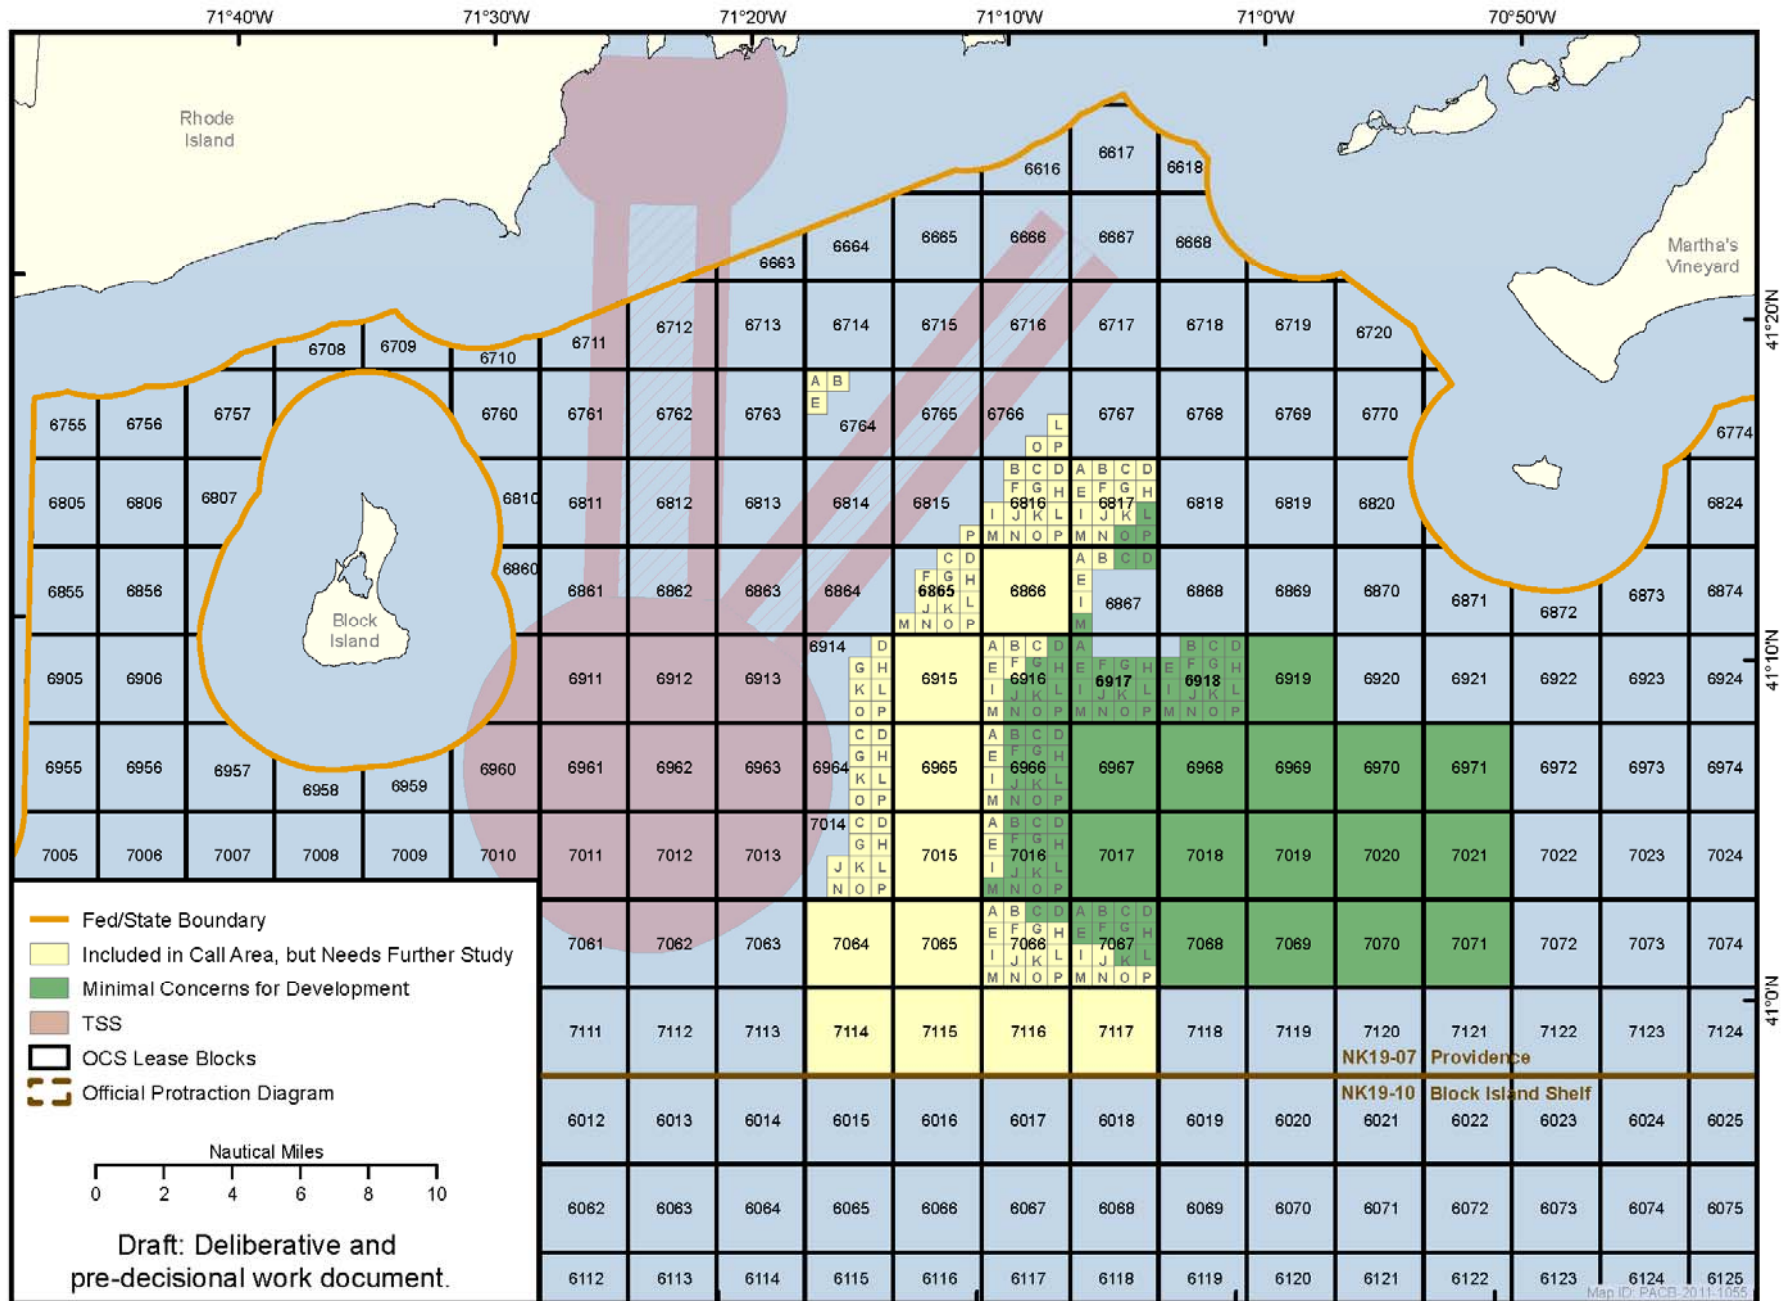 71°40'W 71°30'W 71°20'W 71°10'W 71°0'W 70°50'W
Rhode
Island
Martha's
Vineyard
Block
Island
41°20'N
41°10'N
41°0'N
6616 6617 6618
6663 6664 6665 6666 6667 6668
6708 6709 6710 6711 6712 6713 6714 6715 6716 6717 6718 6719 6720
A B
E
6755 6756 6757 6760 6761 6762 6763 6764 6765 6766 6767 6768 6769 6770 6774
L
O P
B C D A B C D
F G H E F G H
6805 6806 6807 6810 6811 6812 6813 6814 6815 6816 6817 6818 6819 6820 6824
I J K L I J K L
P M N O P M N O P
C D A B C D
F G H E
6855 6856 6860 6861 6862 6863 6864 6865 6866 6867 6868 6869 6870 6871 6872 6873 6874
J K L I
M N O P M
6914 D A B C D A B C D
G H E F G H E F G H E F G H
6905 6906 6911 6912 6913 6915 6916 6917 6918 6919 6920 6921 6922 6923 6924
K L I J K L I J K L I J K L
O P M N O P M N O P M N O P
C D A B C D
G H E F G H
6955 6956 6957 6958 6959 6960 6961 6962 6963 6964 6965 6966 6967 6968 6969 6970 6971 6972 6973 6974
K L I J K L
O P M N O P
7014 C D A B C D
G H E F G H
7005 7006 7007 7008 7009 7010 7011 7012 7013 7015 7016 7017 7018 7019 7020 7021 7022 7023 7024
J K L I J K L
N O P M N O P
A B C D A B C D
E F G H E F G H
7061 7062 7063 7064 7065 7066 7067 7068 7069 7070 7071 7072 7073 7074
I J K L I J K L
M N O P M N O P
7111 7112 7113 7114 7115 7116 7117 7118 7119 7120 7121 7122 7123 7124
NK19-07 Providence
NK19-10 Block Island Shelf
6012 6013 6014 6015 6016 6017 6018 6019 6020 6021 6022 6023 6024 6025
6062 6063 6064 6065 6066 6067 6068 6069 6070 6071 6072 6073 6074 6075
6112 6113 6114 6115 6116 6117 6118 6119 6120 6121 6122 6123 6124 6125
Fed/State Boundary
Included in Call Area, but Needs Further Study
Minimal Concerns for Development
TSS
OCS Lease Blocks
Official Protraction Diagram
Nautical Miles
0 2 4 6 8 10
Draft: Deliberative and
pre-decisional work document.
Map ID: PACB-2011-1055